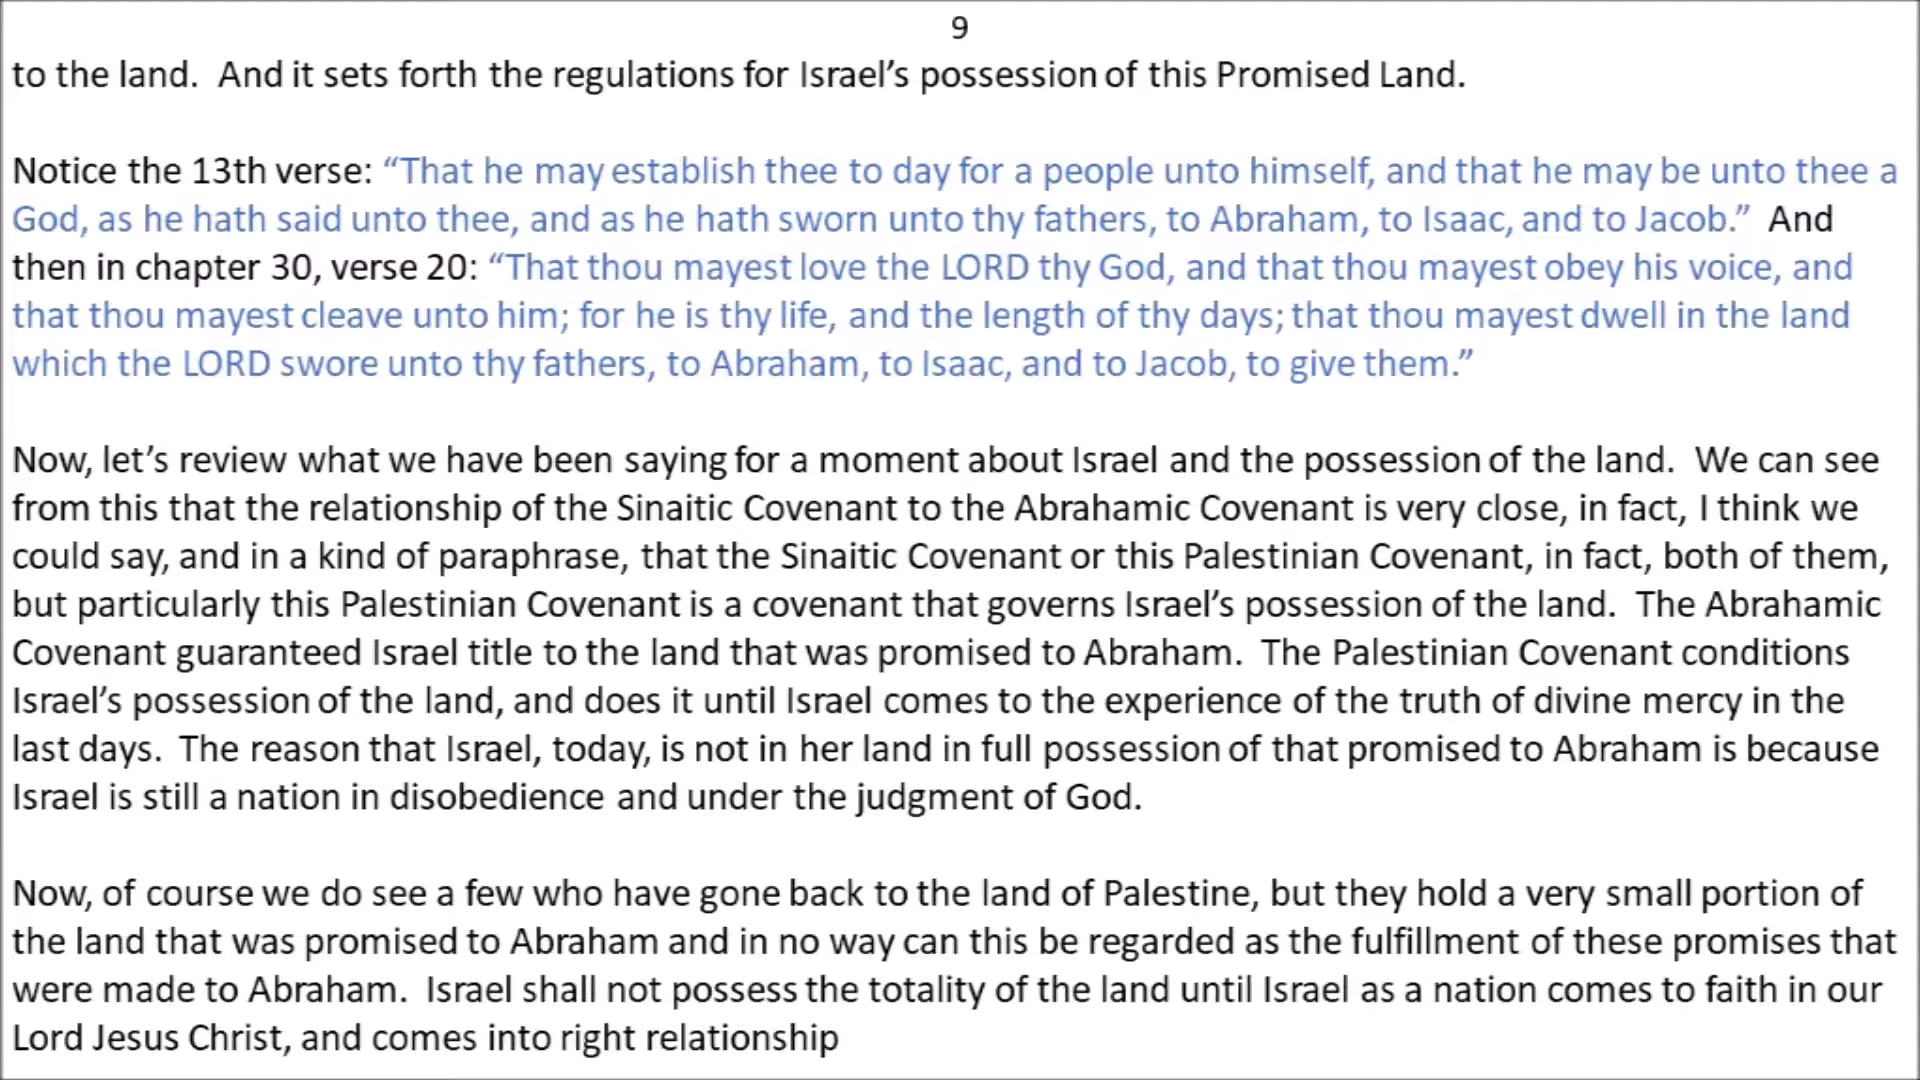 9
to the land.  And it sets forth the regulations for Israel’s possession of this Promised Land.
Notice the 13th verse: “That he may establish thee to day for a people unto himself, and that he may be unto thee a
God, as he hath said unto thee, and as he hath sworn unto thy fathers, to Abraham, to Isaac, and to Jacob.”  And
then in chapter 30, verse 20: “That thou mayest love the LORD thy God, and that thou mayest obey his voice, and
that thou mayest cleave unto him; for he is thy life, and the length of thy days; that thou mayest dwell in the land
which the LORD swore unto thy fathers, to Abraham, to Isaac, and to Jacob, to give them.”
Now, let’s review what we have been saying for a moment about Israel and the possession of the land.  We can see
from this that the relationship of the Sinaitic Covenant to the Abrahamic Covenant is very close, in fact, I think we
could say, and in a kind of paraphrase, that the Sinaitic Covenant or this Palestinian Covenant, in fact, both of them,
but particularly this Palestinian Covenant is a covenant that governs Israel’s possession of the land.  The Abrahamic
Covenant guaranteed Israel title to the land that was promised to Abraham.  The Palestinian Covenant conditions
Israel’s possession of the land, and does it until Israel comes to the experience of the truth of divine mercy in the
last days.  The reason that Israel, today, is not in her land in full possession of that promised to Abraham is because
Israel is still a nation in disobedience and under the judgment of God.
Now, of course we do see a few who have gone back to the land of Palestine, but they hold a very small portion of
the land that was promised to Abraham and in no way can this be regarded as the fulfillment of these promises that
were made to Abraham.  Israel shall not possess the totality of the land until Israel as a nation comes to faith in our
Lord Jesus Christ, and comes into right relationship